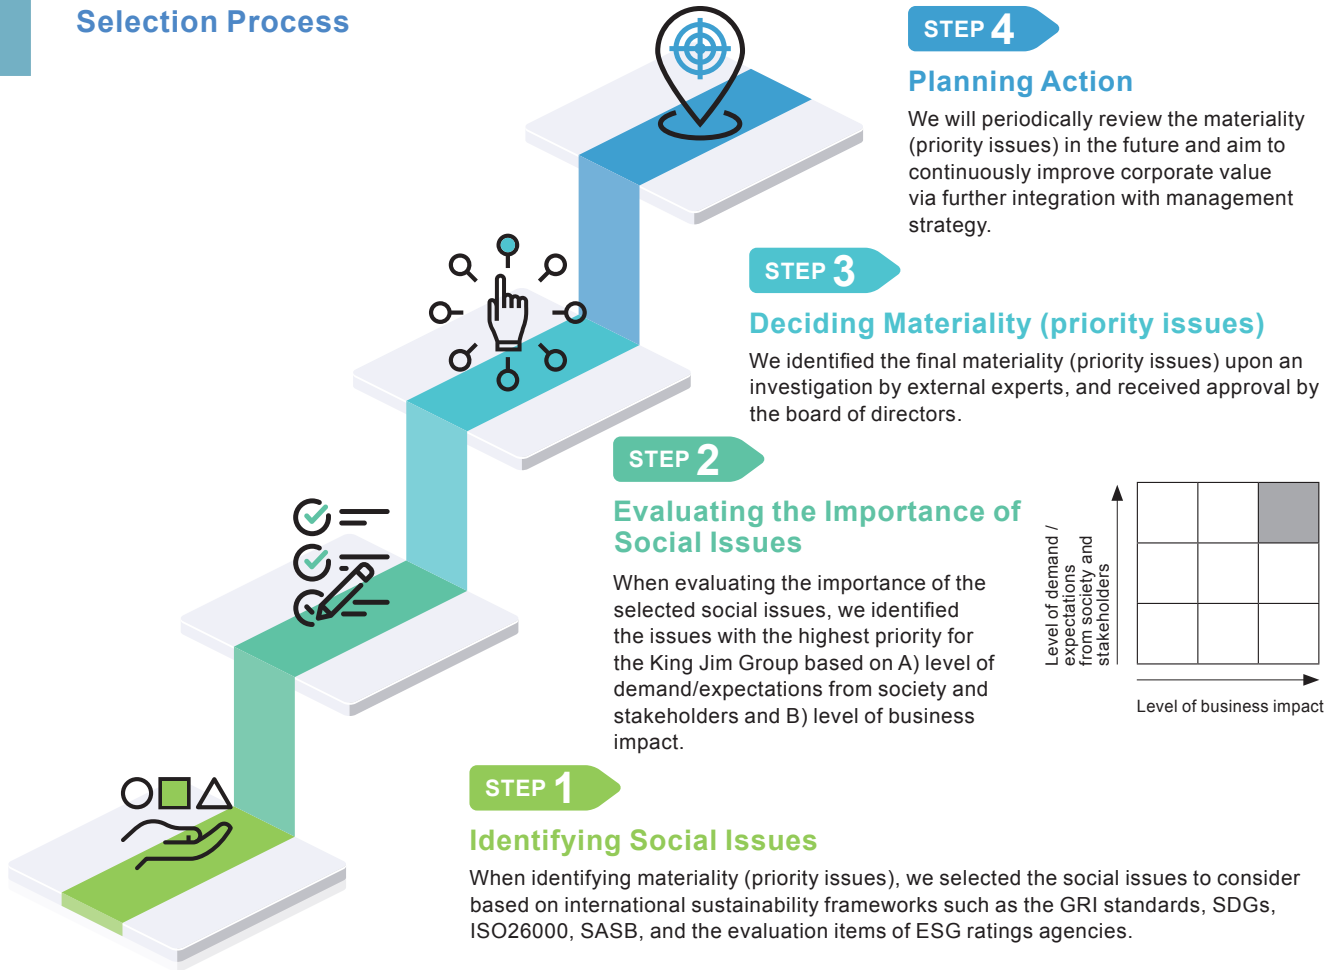 Selection Process
STEP 4
Planning Action
We will periodically review the materiality
(priority issues) in the future and aim to
continuously improve corporate value
via further integration with management
strategy.
STEP 3
Deciding Materiality (priority issues)
We identified the final materiality (priority issues) upon an
investigation by external experts, and received approval by
the board of directors.
STEP 2
Evaluating the Importance of
Social Issues
When evaluating the importance of the
selected social issues, we identified
the issues with the highest priority for
the King Jim Group based on A) level of
demand/expectations from society and
stakeholders and B) level of business
impact.
Level of demand /
expectations
from society and
stakeholders
Level of business impact
STEP 1
Identifying Social Issues
When identifying materiality (priority issues), we selected the social issues to consider
based on international sustainability frameworks such as the GRI standards, SDGs,
ISO26000, SASB, and the evaluation items of ESG ratings agencies.